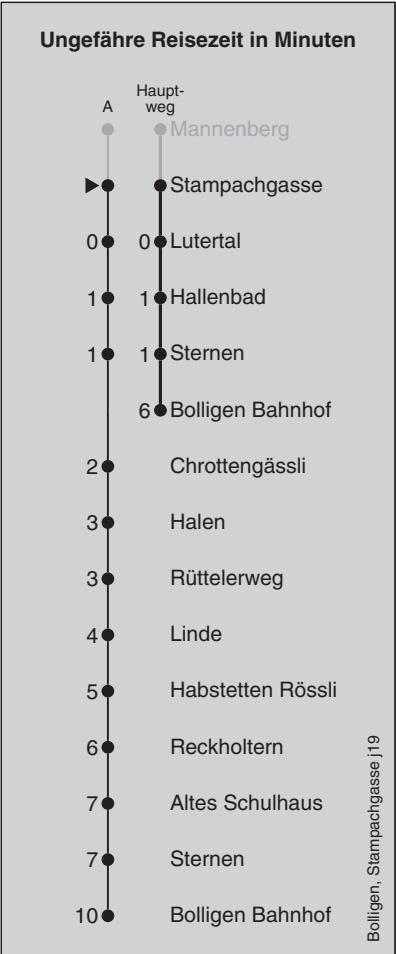 Ungefähre Reisezeit in Minuten
A
Haupt-
weg
Mannenberg
Stampachgasse
0 0 Lutertal
1 1 Hallenbad
1 1 Sternen
6 Bolligen Bahnhof
2 Chrottengässli
3 Halen
3 Rüttelerweg
4 Linde
5 Habstetten Rössli
6 Reckholtern
7 Altes Schulhaus
7 Sternen
10 Bolligen Bahnhof
Bolligen, Stampachgasse j19